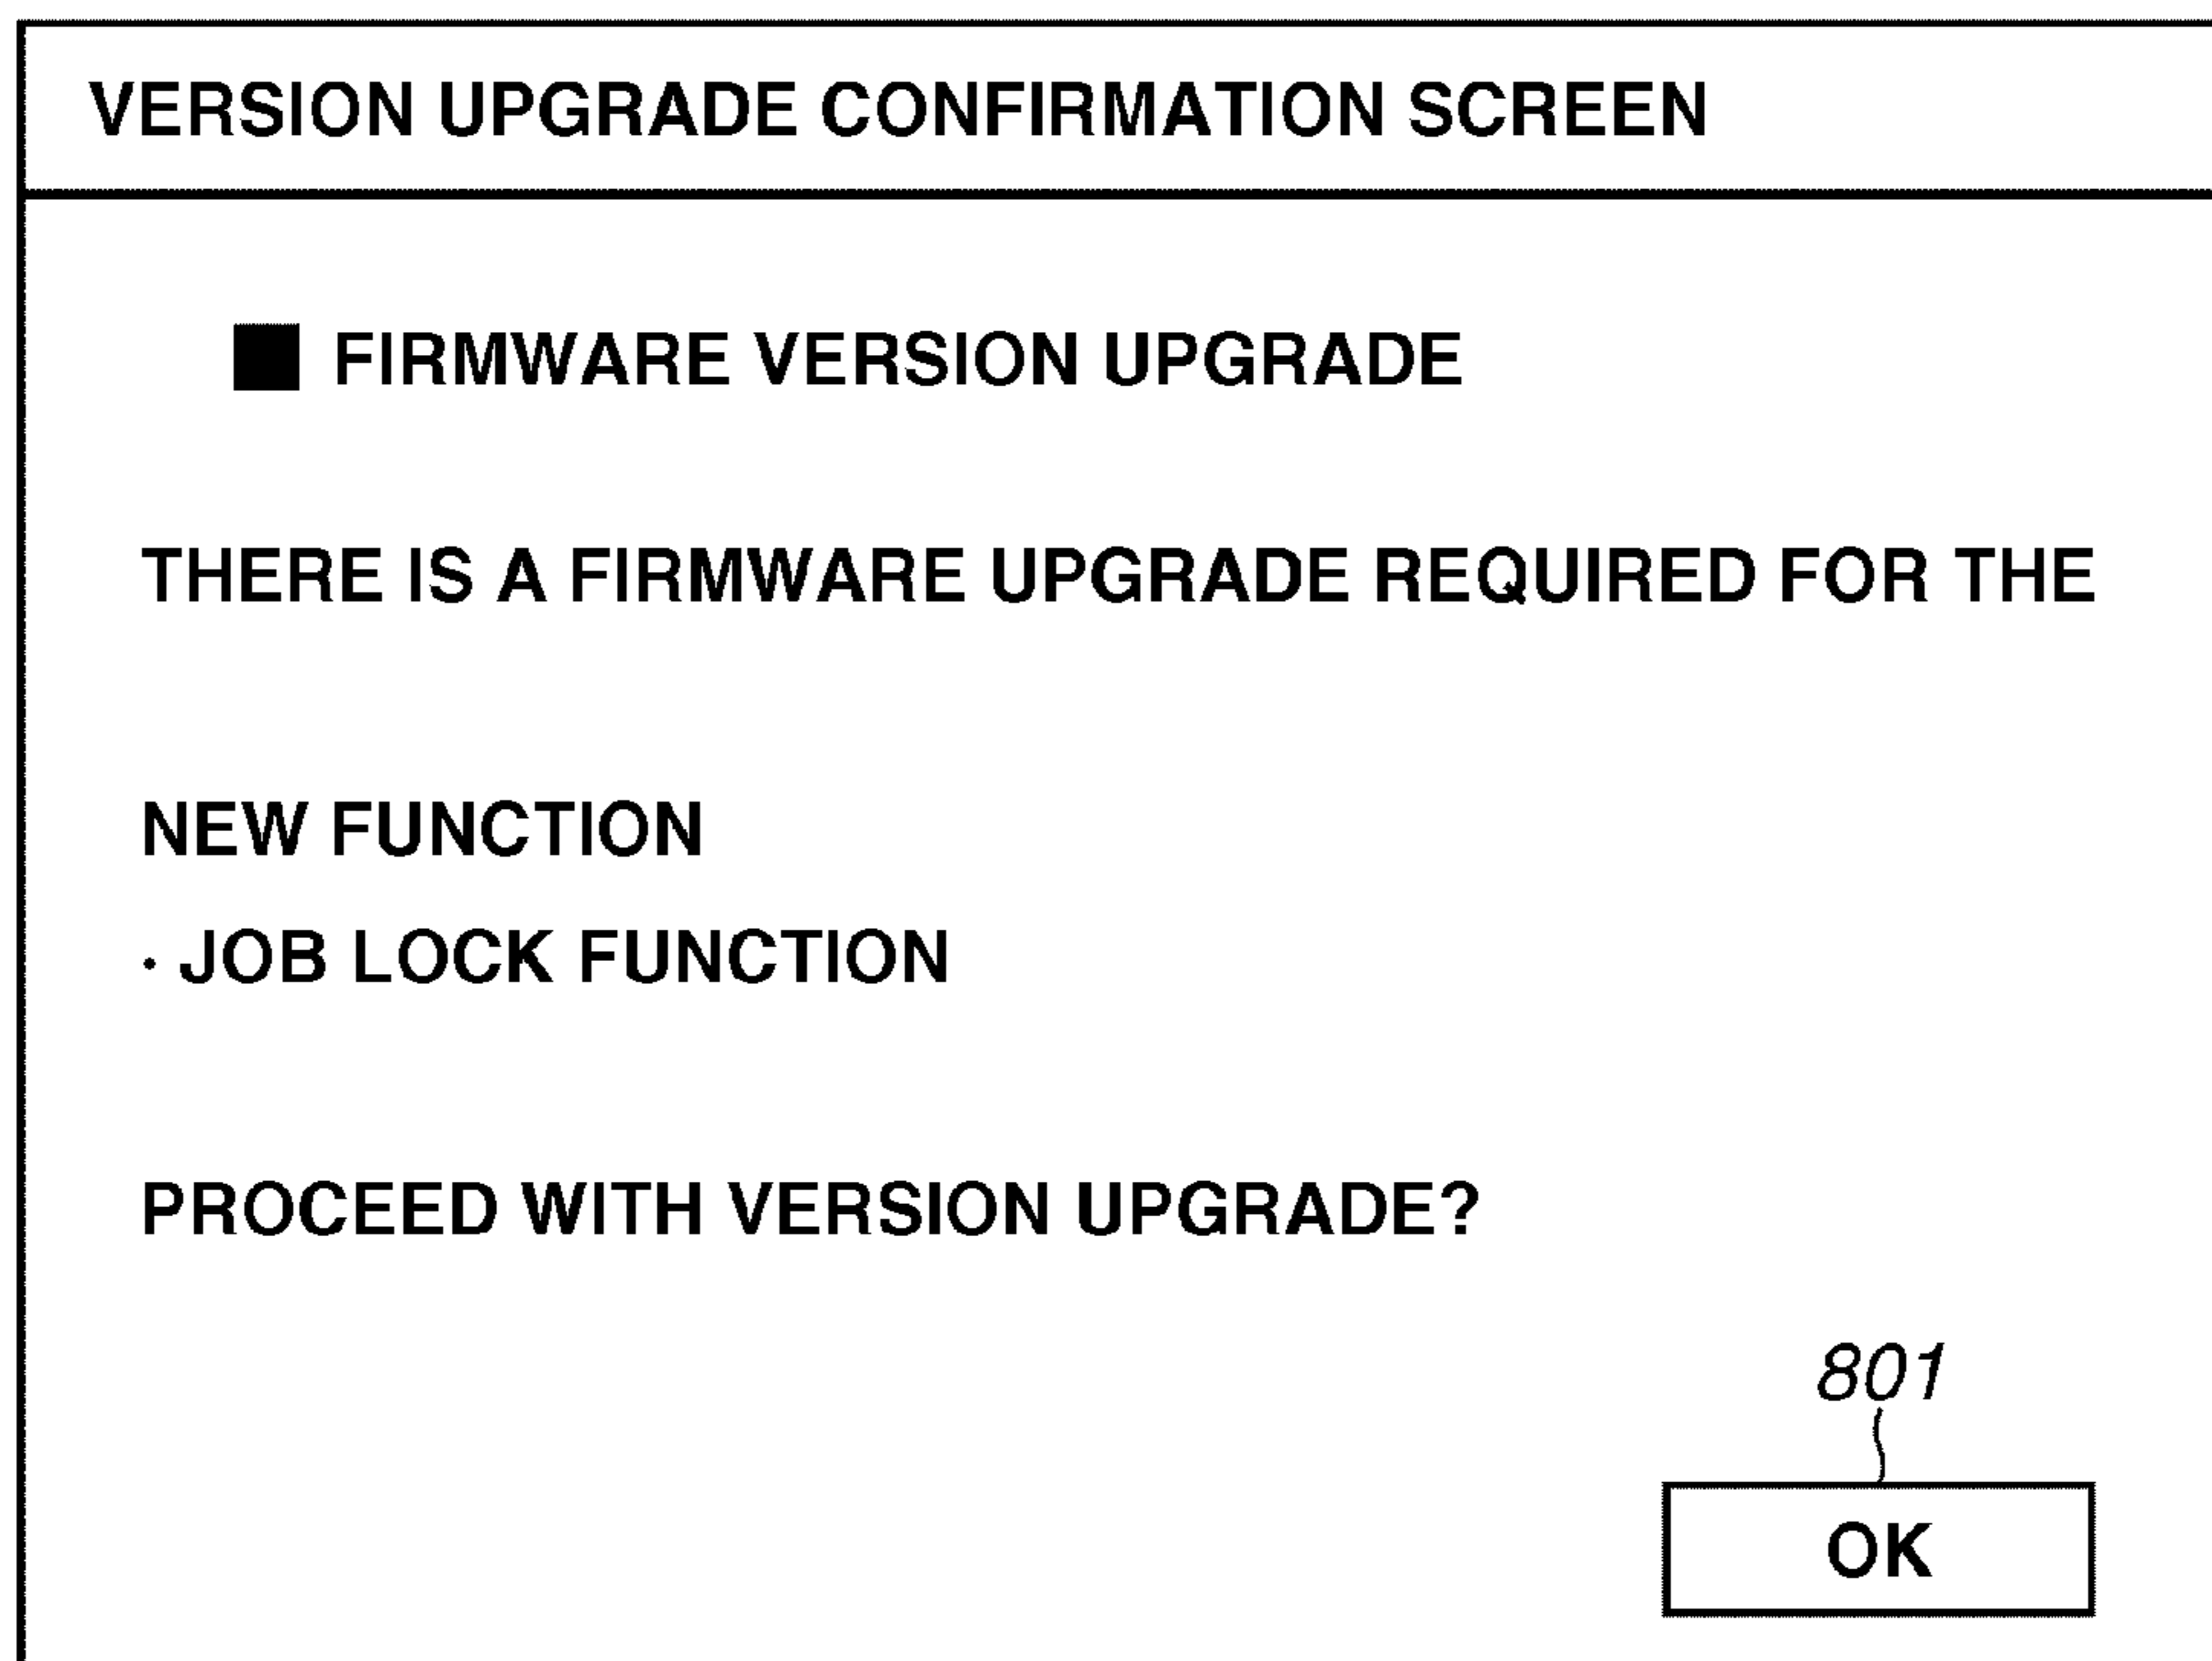 VERSION UPGRADE CONFIRMATION SCREEN
■ FIRMWARE VERSION UPGRADE
THERE IS A FIRMWARE UPGRADE REQUIRED FOR THE
NEW FUNCTION
· JOB LOCK FUNCTION
PROCEED WITH VERSION UPGRADE?
801
OK